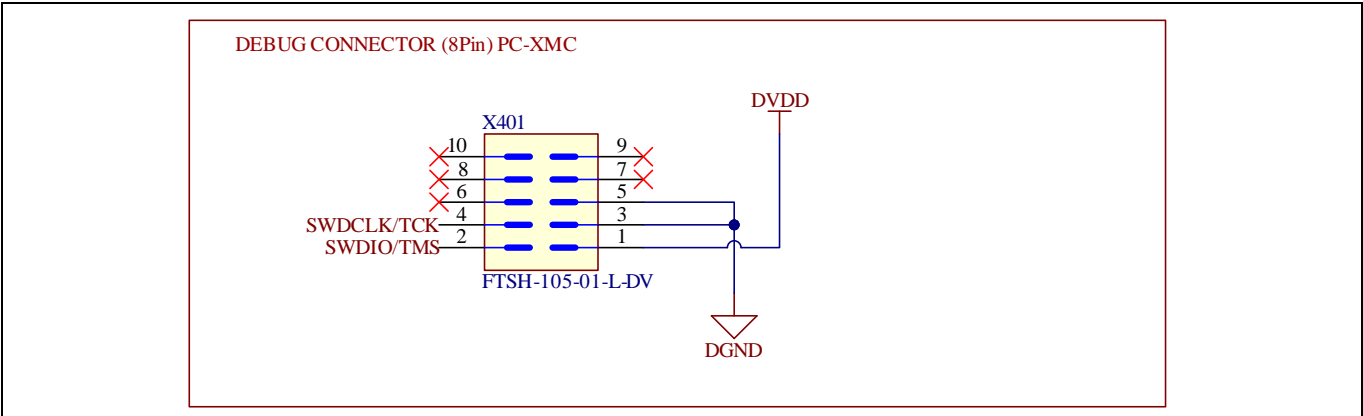 DEBUG CONNECTOR (8Pin) PC-XMC
DVDD
X401
10 9
8 7
6 5
SWDCLK/TCK 4 3
SWDIO/TMS 2 1
FTSH-105-01-L-DV
DGND